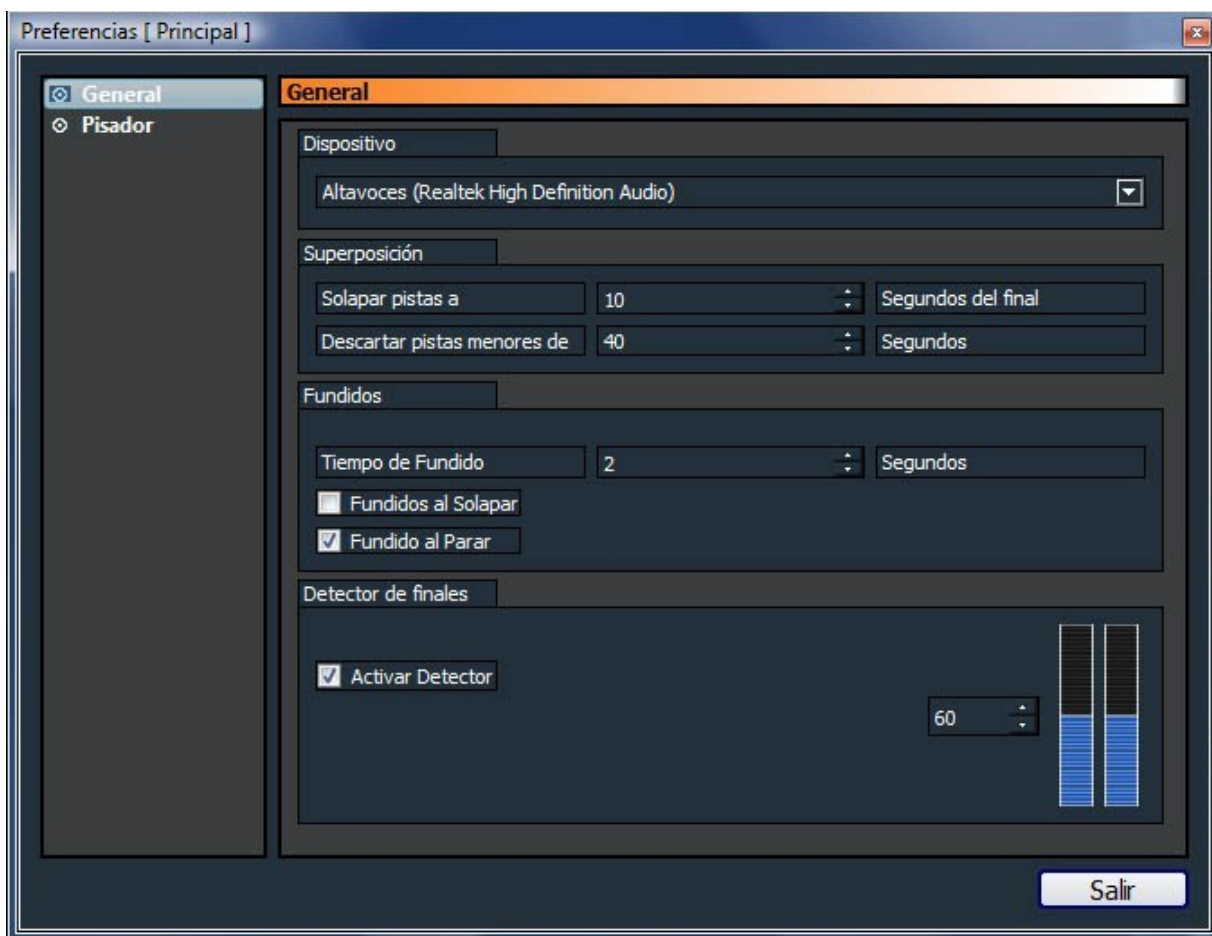 Preferencias [ Principal ]
General
Pisador
General
Dispositivo
Altavoces (Realtek High Definition Audio)
Superposición
Solapar pistas a 10 Segundos del final
Descartar pistas menores de 40 Segundos
Fundidos
Tiempo de Fundido 2 Segundos
Fundidos al Solapar
Fundido al Parar
Detector de finales
Activar Detector
60
Salir